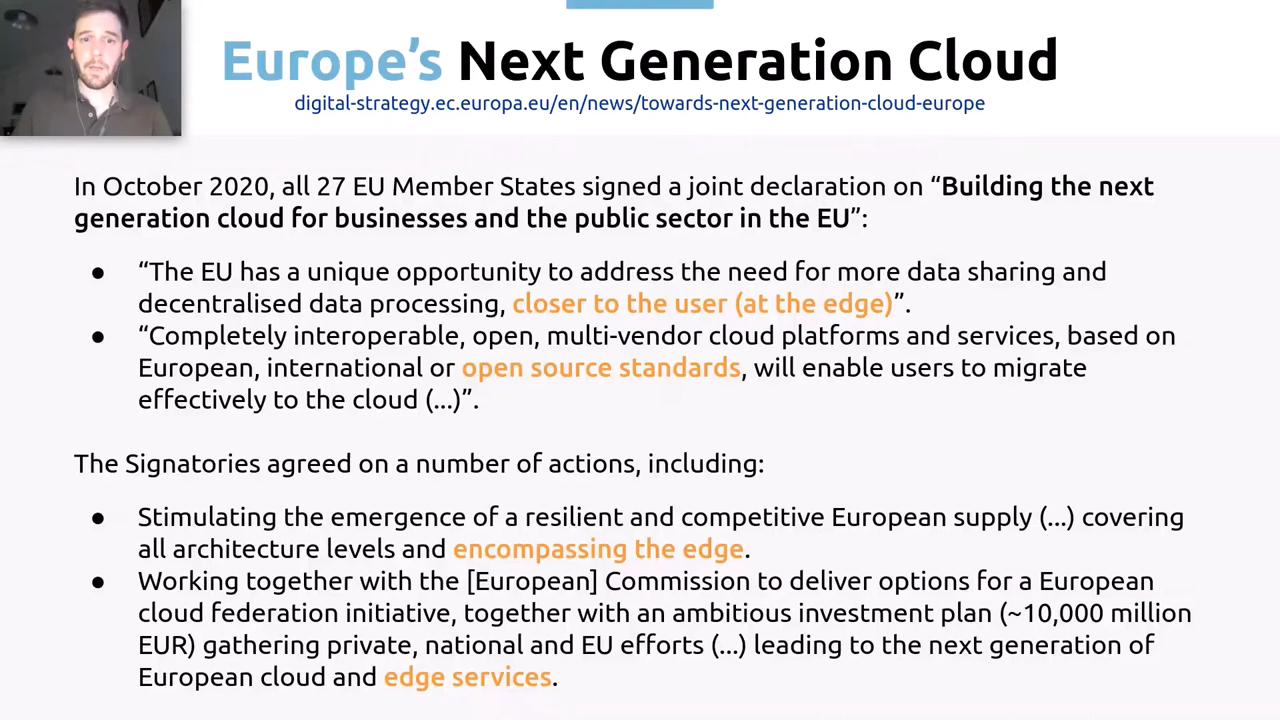 Europe's Next Generation Cloud
digital-strategy.ec.europa.eu/en/news/towards-next-generation-cloud-europe
In October 2020, all 27 EU Member States signed a joint declaration on “Building the next
generation cloud for businesses and the public sector in the EU”:
● “The EU has a unique opportunity to address the need for more data sharing and
decentralised data processing, closer to the user (at the edge)”.
● “Completely interoperable, open, multi-vendor cloud platforms and services, based on
European, international or open source standards, will enable users to migrate
effectively to the cloud (...)”.
The Signatories agreed on a number of actions, including:
● Stimulating the emergence of a resilient and competitive European supply (...) covering
all architecture levels and encompassing the edge.
● Working together with the [European] Commission to deliver options for a European
cloud federation initiative, together with an ambitious investment plan (~10,000 million
EUR) gathering private, national and EU efforts (...) leading to the next generation of
European cloud and edge services.